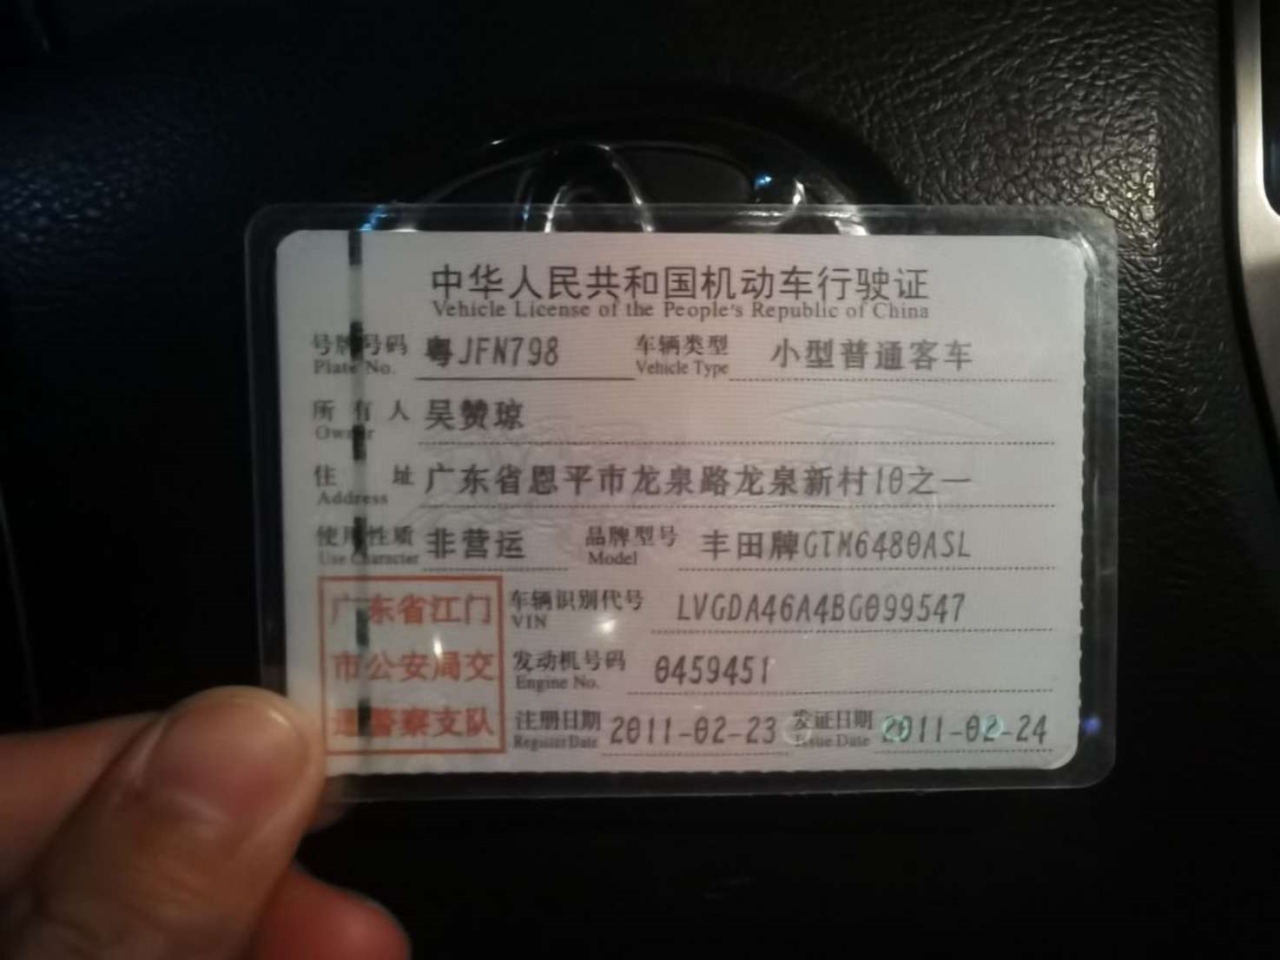 中华人民共和国机动车行驶证
Vehicle License of the People's Republic of China
号牌号码 粤JFN798 车辆类型 小型普通客车
Plate No. Vehicle Type
所有人 吴赞琼
Owner
住址 广东省恩平市龙泉路龙泉新村10之一
Address
使用性质 非营运 品牌型号 丰田牌GTM6480ASL
Use Character Model
广东省江门
市公安局交
通警察支队
车辆识别代号 LVGDA46A4BG099547
VIN
发动机号码 0459451
Engine No.
注册日期 2011-02-23 发证日期 2011-02-24
Register Date Issue Date